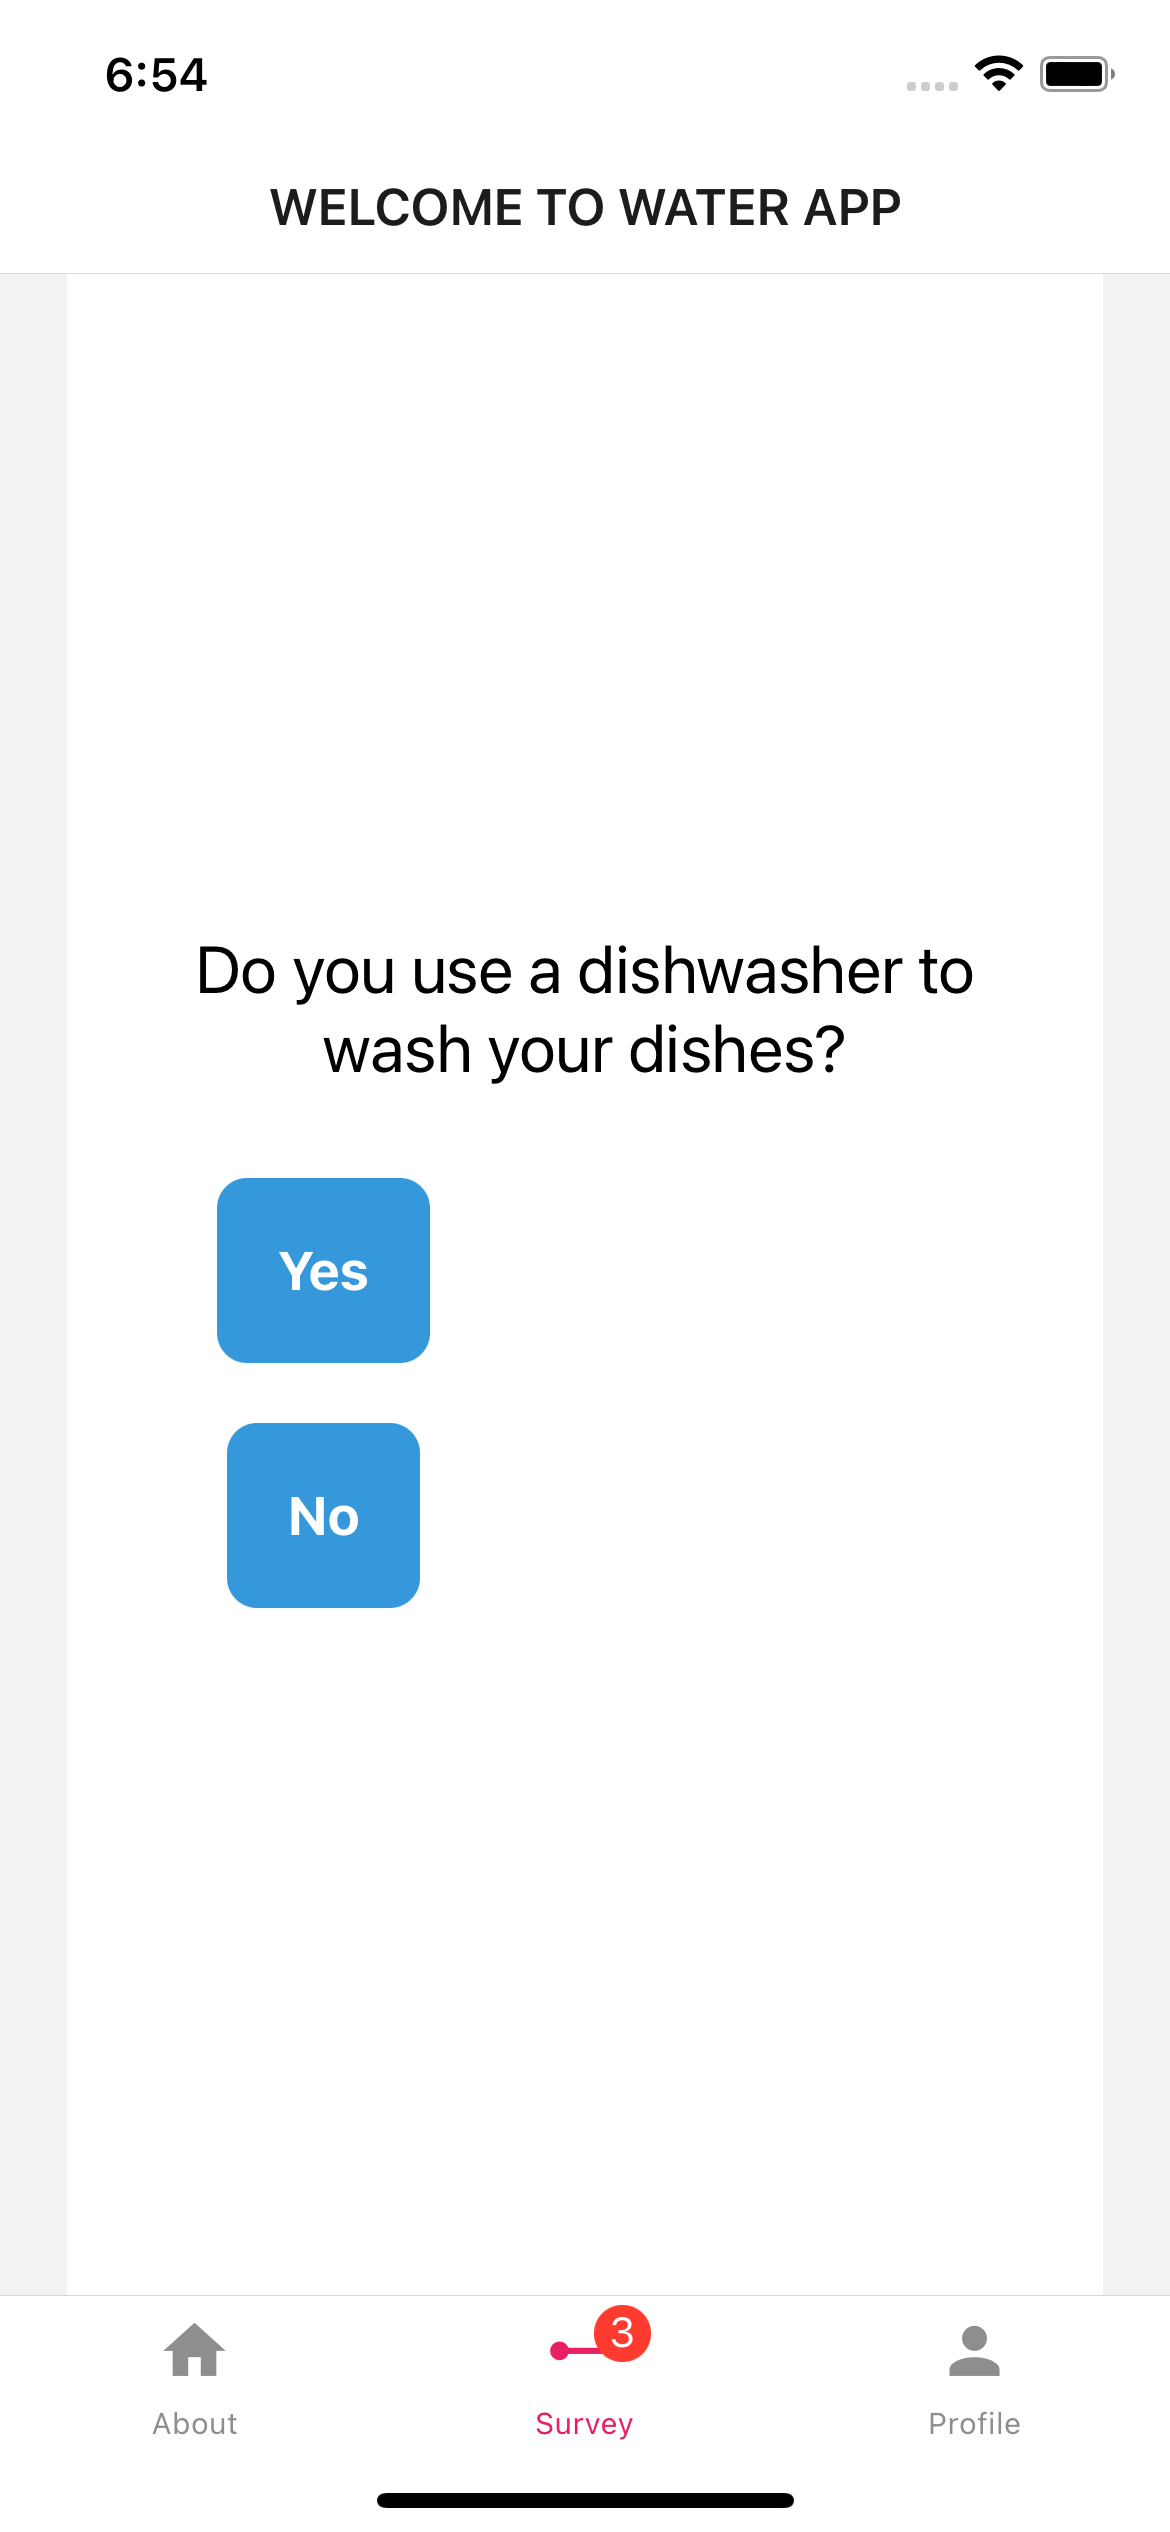 6:54
WELCOME TO WATER APP
Do you use a dishwasher to
wash your dishes?
Yes
No
3
About
Survey
Profile